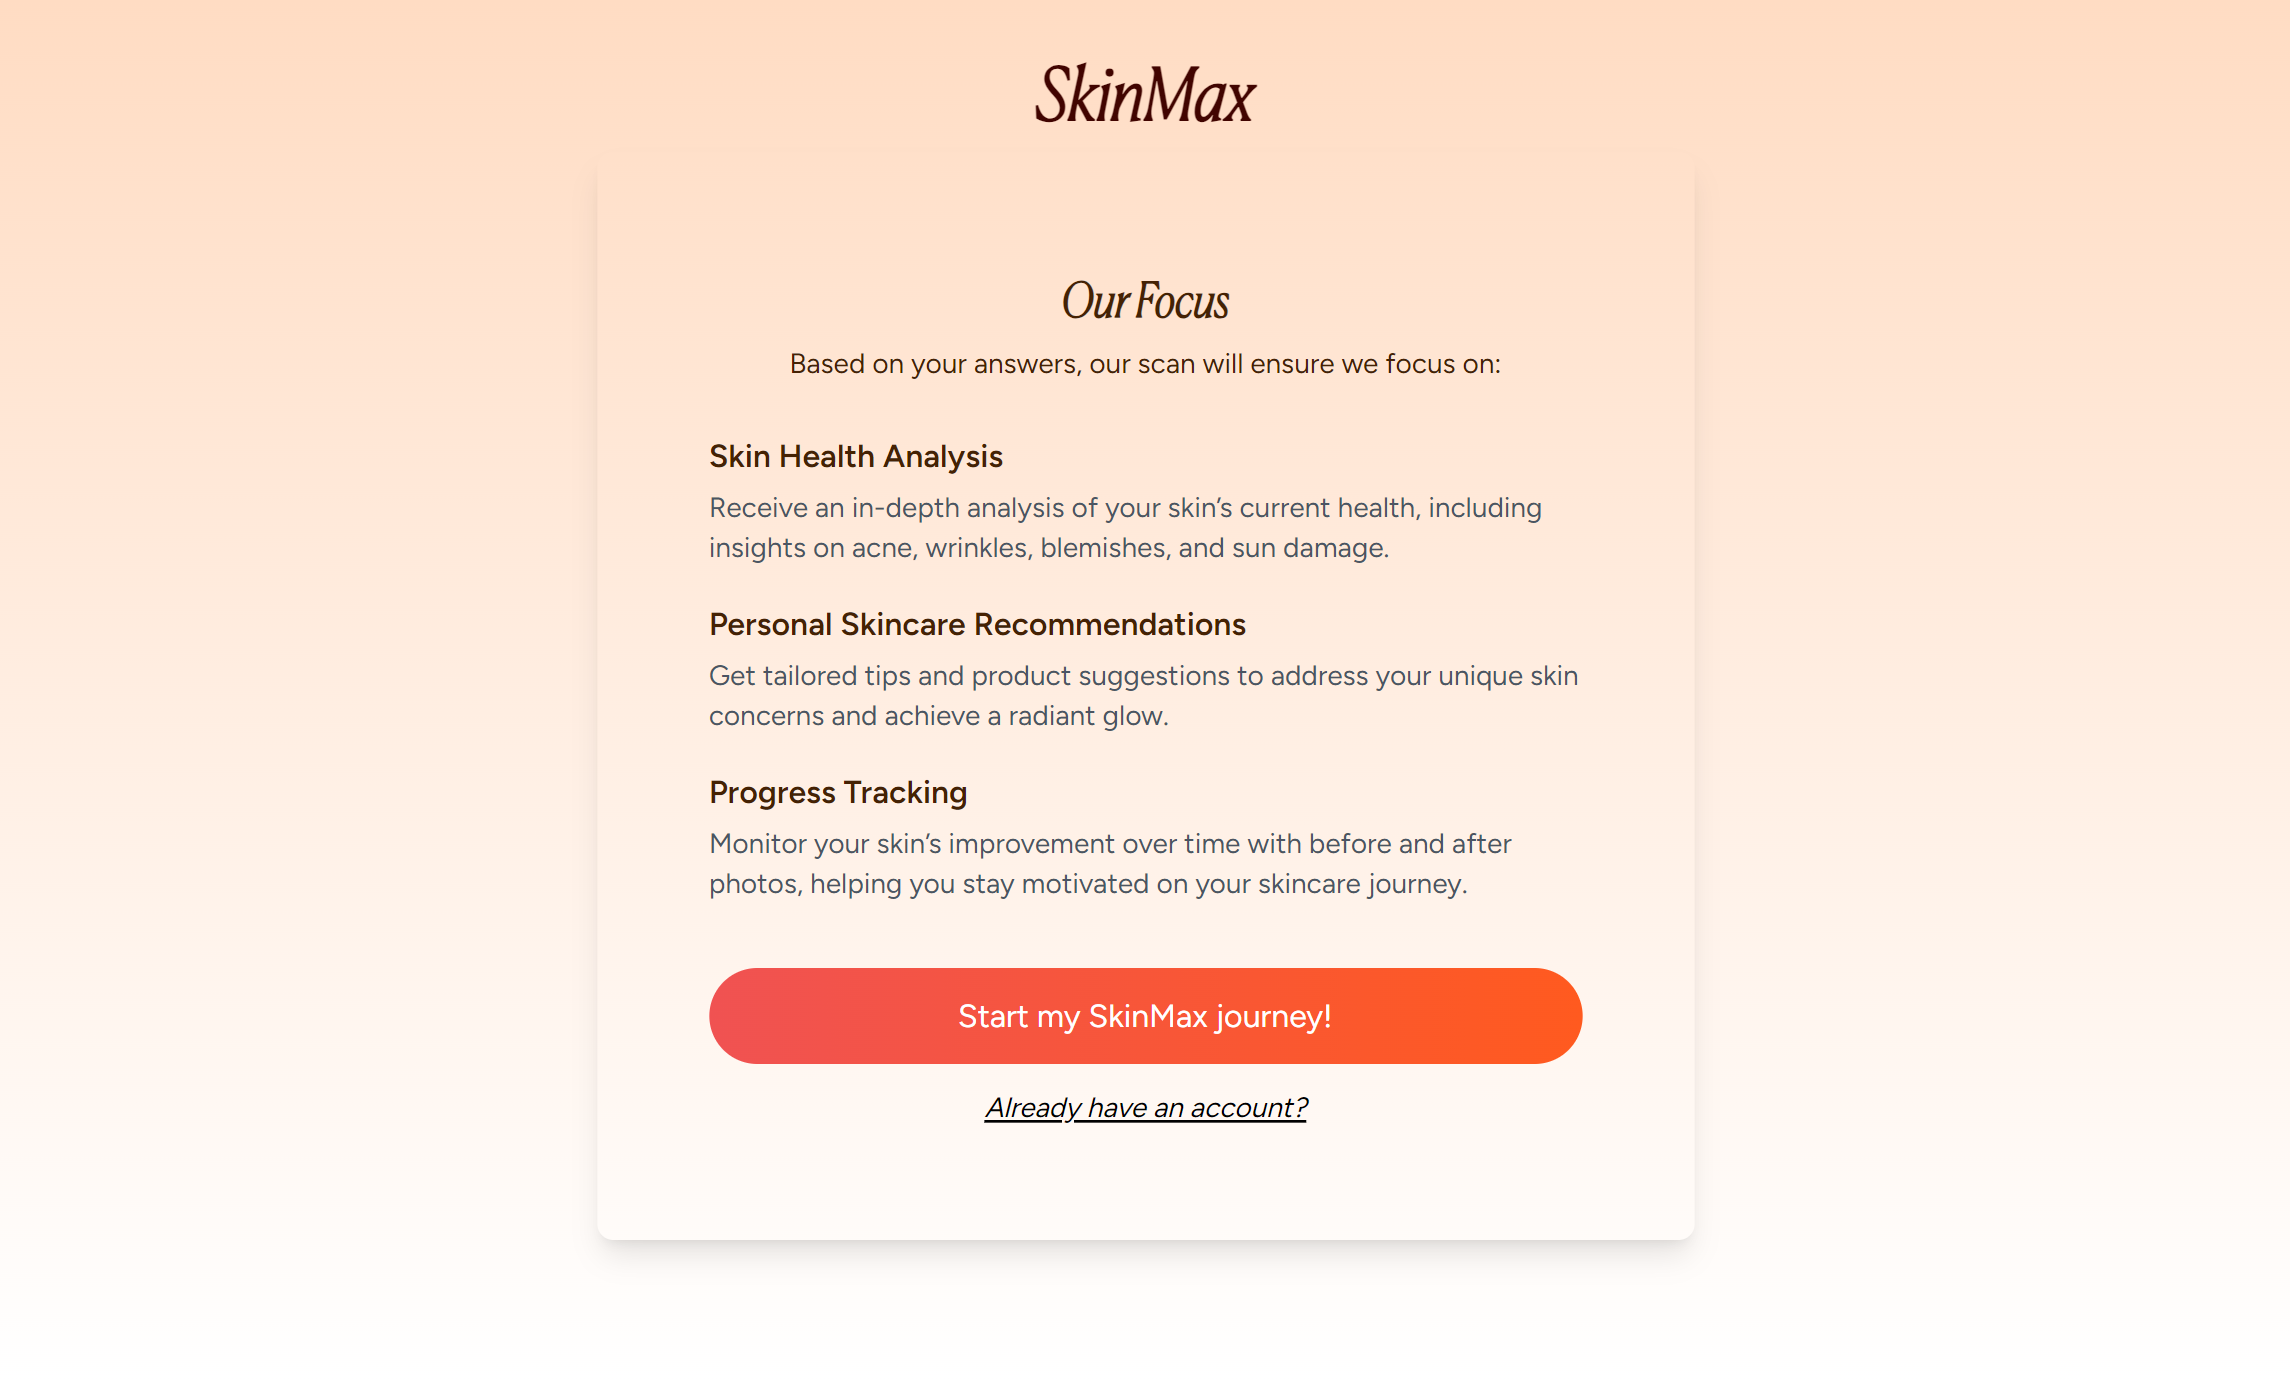 SkinMax
Our Focus
Based on your answers, our scan will ensure we focus on:
Skin Health Analysis
Receive an in-depth analysis of your skin’s current health, including
insights on acne, wrinkles, blemishes, and sun damage.
Personal Skincare Recommendations
Get tailored tips and product suggestions to address your unique skin
concerns and achieve a radiant glow.
Progress Tracking
Monitor your skin’s improvement over time with before and after
photos, helping you stay motivated on your skincare journey.
Start my SkinMax journey!
Already have an account?